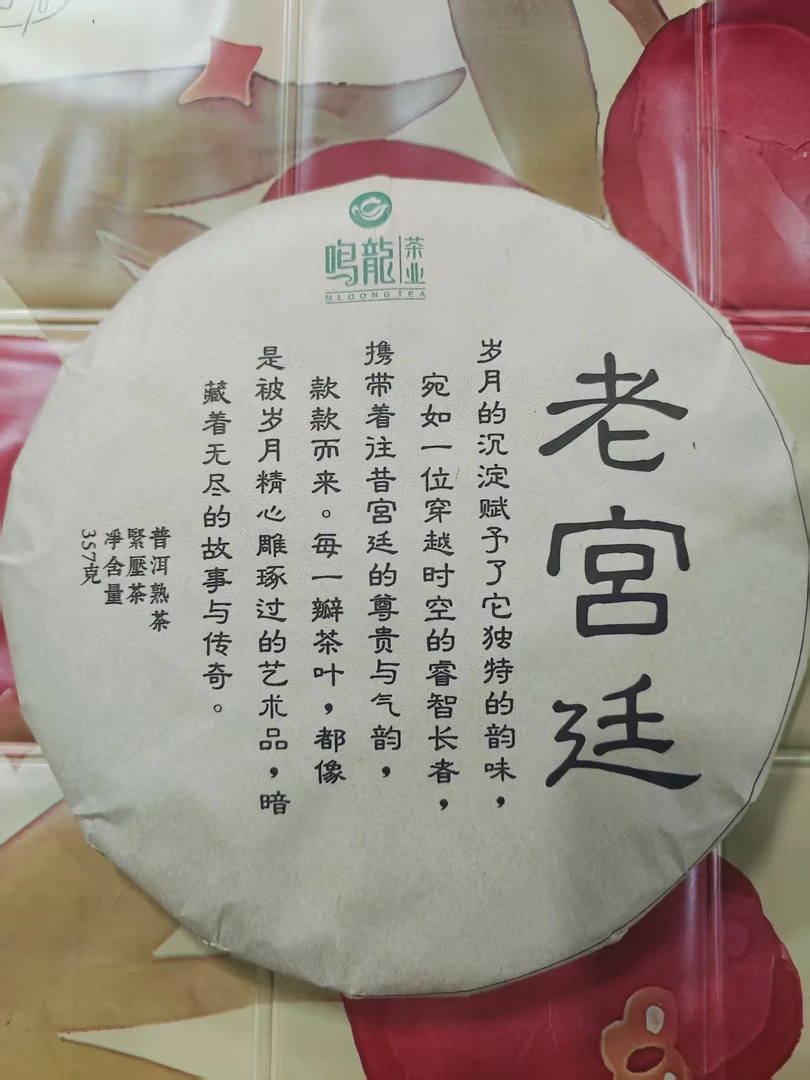 鸣龍
茶业
MLOONG TEA
老宫廷
岁月的沉淀赋予了它独特的韵味，
宛如一位穿越时空的睿智长者，
携带着往昔宫廷的尊贵与气韵，
款款而来。每一瓣茶叶，都像
是被岁月精心雕琢过的艺术品，暗
藏着无尽的故事与传奇。
普洱熟茶
緊壓茶
凈含量
357克